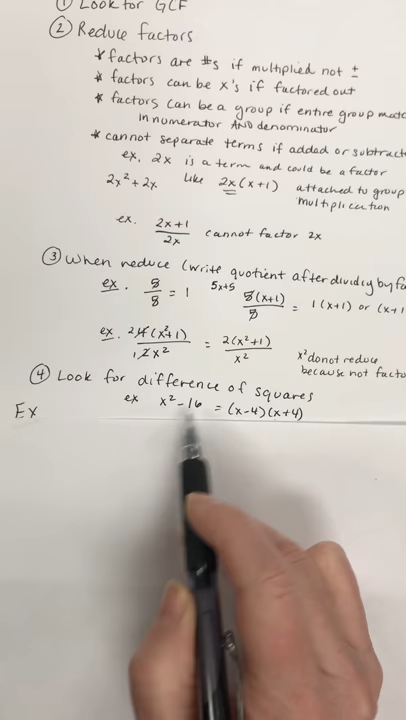 ① Look for GCF
② Reduce factors
* factors are #s if multiplied not ±
* factors can be x's if factored out
* factors can be a group if entire group
in numerator AND denominator
* cannot separate terms if added or
ex, 2x is a term and could be a factor
2x² + 2x Like 2x(x+1) attached to group
multiplication
ex. 2x+1 / 2x cannot factor 2x
③ When reduce (write quotient after dividing by
ex. 8/8 = 1 5x+5 5(x+1)/5 = 1(x+1) or
ex. 2 4(x²+1) / 1 2x² = 2(x²+1) / x² x² do not reduce
because not
④ Look for difference of squares
ex x² - 16 = (x-4)(x+4)
Ex